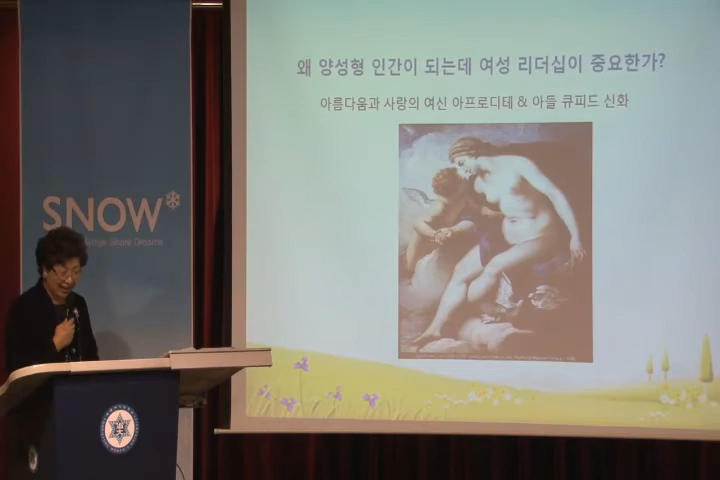 왜 양성형 인간이 되는데 여성 리더십이 중요한가?
아름다움과 사랑의 여신 아프로디테 & 아들 큐피드 신화
SNOW
Share Dreams